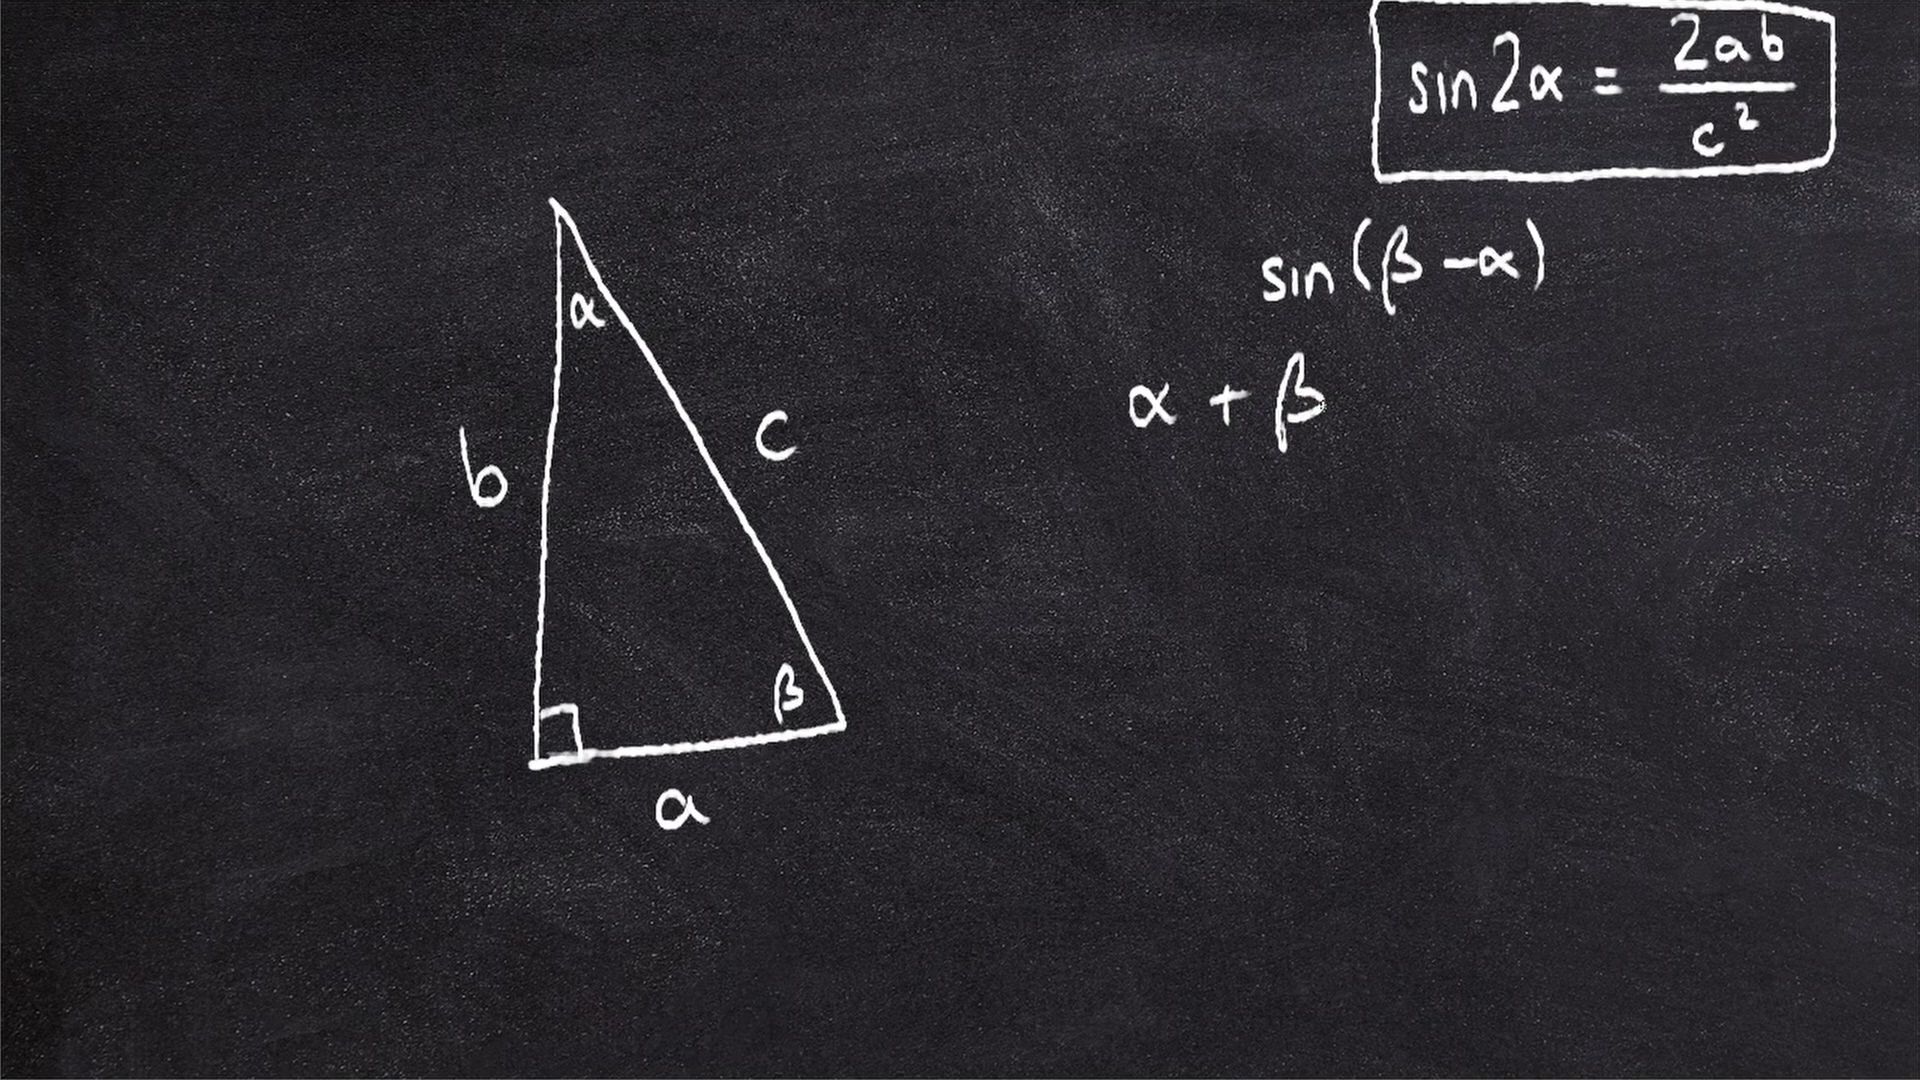 sin 2α = 2ab / c²
sin (β - α)
α + β
α
b
c
β
a